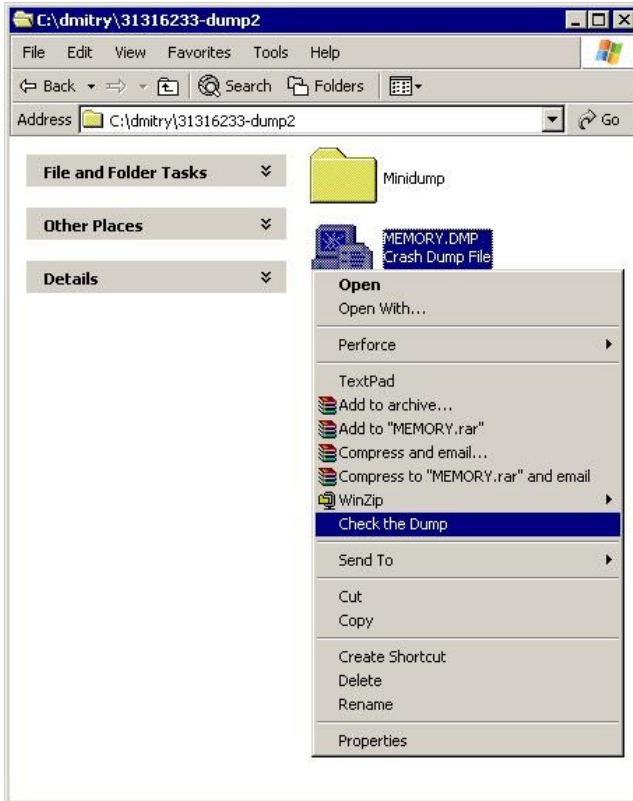 C:\dmitry\31316233-dump2
File Edit View Favorites Tools Help
Back Search Folders
Address C:\dmitry\31316233-dump2 Go
File and Folder Tasks
Other Places
Details
Minidump
MEMORY.DMP
Crash Dump File
Open
Open With...
Perforce
TextPad
Add to archive...
Add to "MEMORY.rar"
Compress and email...
Compress to "MEMORY.rar" and email
WinZip
Check the Dump
Send To
Cut
Copy
Create Shortcut
Delete
Rename
Properties